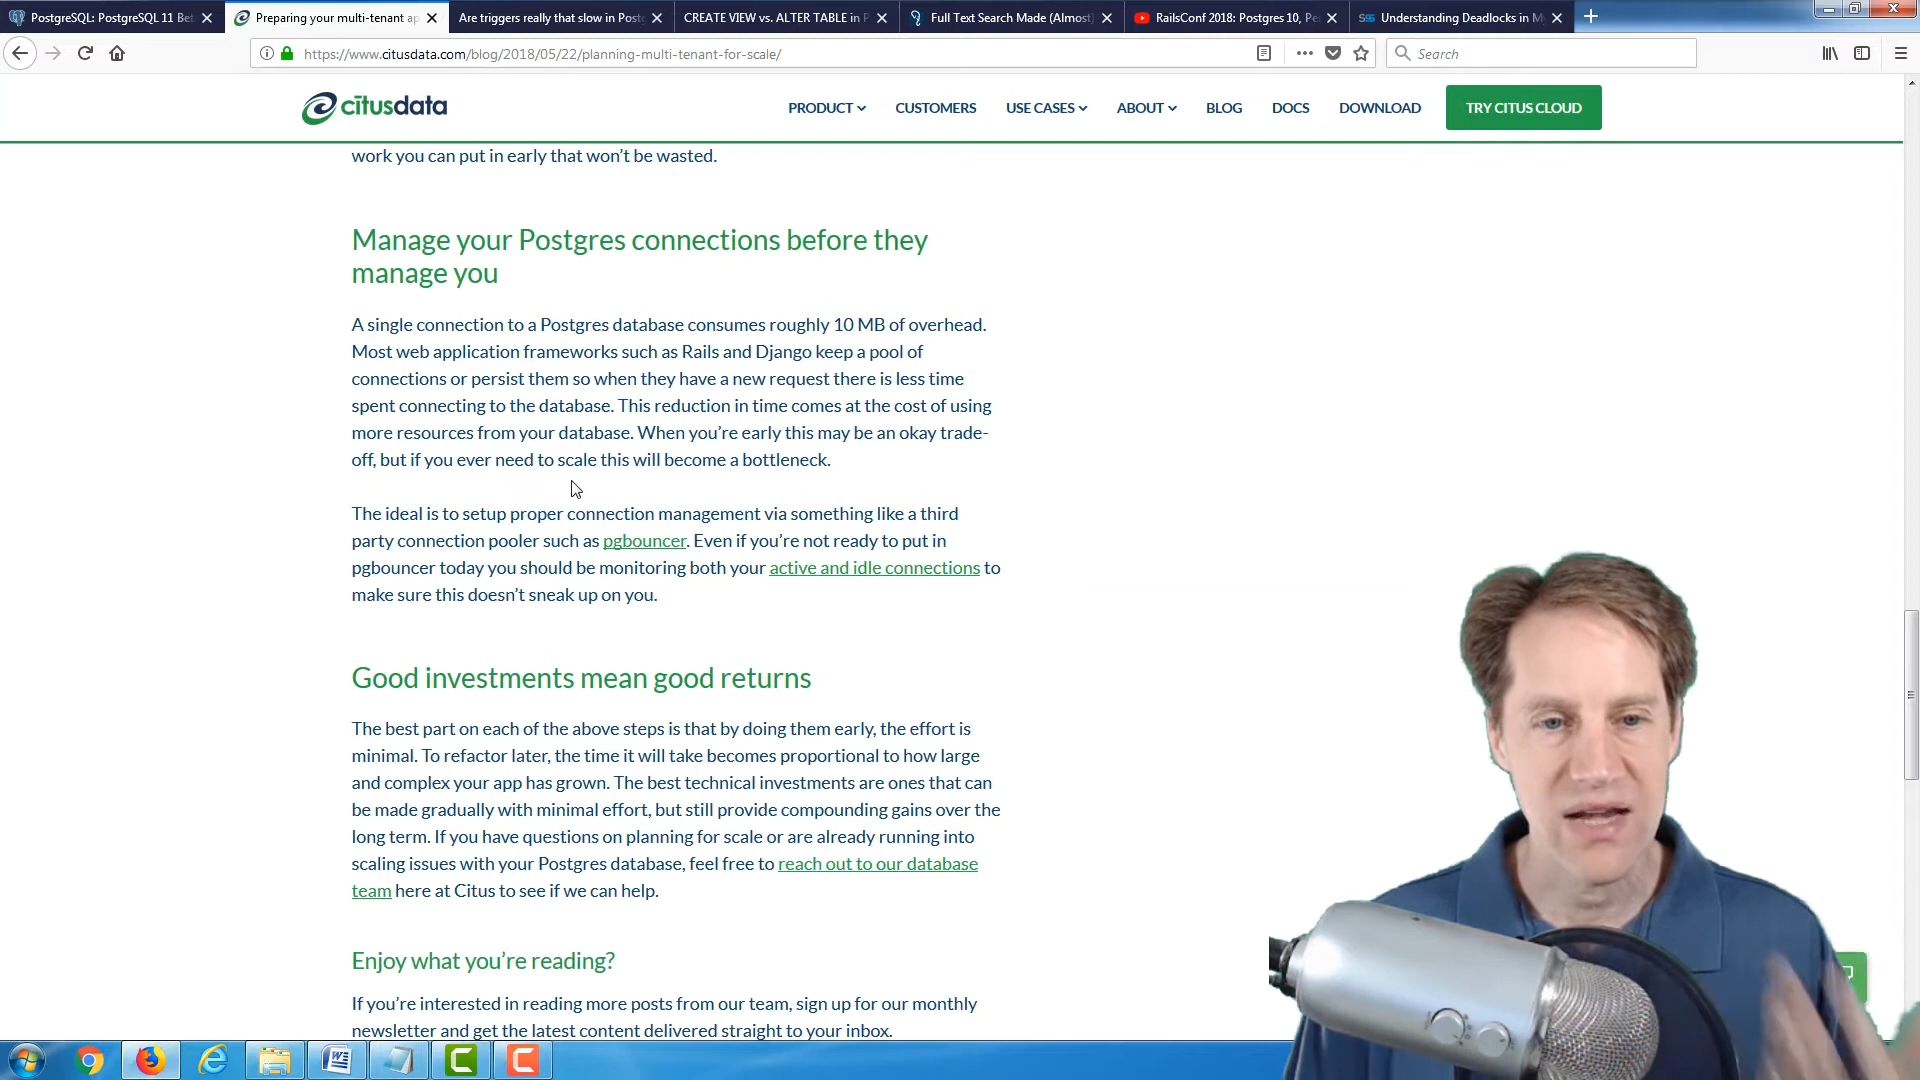 PostgreSQL: PostgreSQL 11 Bet
Preparing your multi-tenant ap
Are triggers really that slow in Postg
CREATE VIEW vs. ALTER TABLE in P
Full Text Search Made (Almost)
RailsConf 2018: Postgres 10, Pe
Understanding Deadlocks in My
https://www.citusdata.com/blog/2018/05/22/planning-multi-tenant-for-scale/
Search
citusdata
PRODUCT
CUSTOMERS
USE CASES
ABOUT
BLOG
DOCS
DOWNLOAD
TRY CITUS CLOUD
work you can put in early that won’t be wasted.
Manage your Postgres connections before they
manage you
A single connection to a Postgres database consumes roughly 10 MB of overhead.
Most web application frameworks such as Rails and Django keep a pool of
connections or persist them so when they have a new request there is less time
spent connecting to the database. This reduction in time comes at the cost of using
more resources from your database. When you’re early this may be an okay trade-
off, but if you ever need to scale this will become a bottleneck.
The ideal is to setup proper connection management via something like a third
party connection pooler such as pgbouncer. Even if you’re not ready to put in
pgbouncer today you should be monitoring both your active and idle connections to
make sure this doesn’t sneak up on you.
Good investments mean good returns
The best part on each of the above steps is that by doing them early, the effort is
minimal. To refactor later, the time it will take becomes proportional to how large
and complex your app has grown. The best technical investments are ones that can
be made gradually with minimal effort, but still provide compounding gains over the
long term. If you have questions on planning for scale or are already running into
scaling issues with your Postgres database, feel free to reach out to our database
team here at Citus to see if we can help.
Enjoy what you’re reading?
If you’re interested in reading more posts from our team, sign up for our monthly
newsletter and get the latest content delivered straight to your inbox.